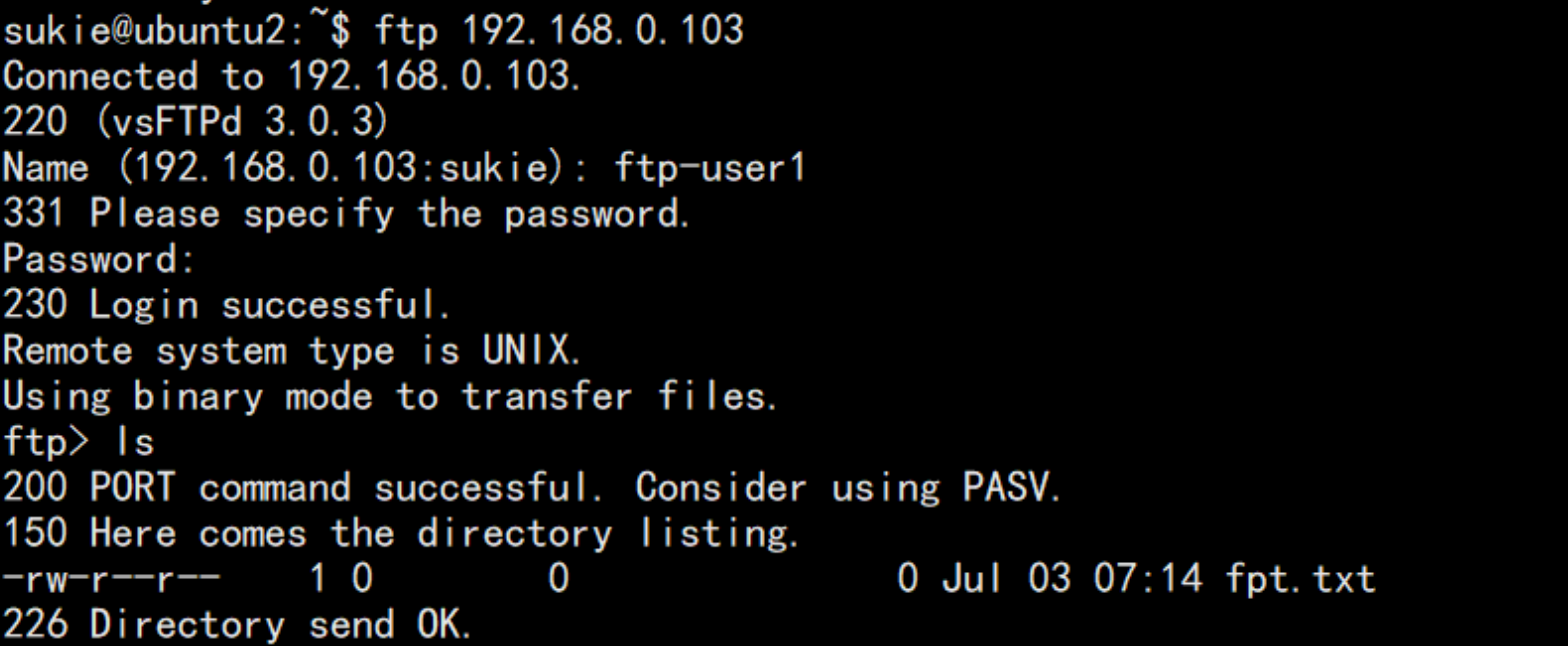 sukie@ubuntu2:~$ ftp 192.168.0.103
Connected to 192.168.0.103.
220 (vsFTPd 3.0.3)
Name (192.168.0.103:sukie): ftp-user1
331 Please specify the password.
Password:
230 Login successful.
Remote system type is UNIX.
Using binary mode to transfer files.
ftp> ls
200 PORT command successful. Consider using PASV.
150 Here comes the directory listing.
-rw-r--r--    1 0        0               0 Jul 03 07:14 fpt.txt
226 Directory send OK.